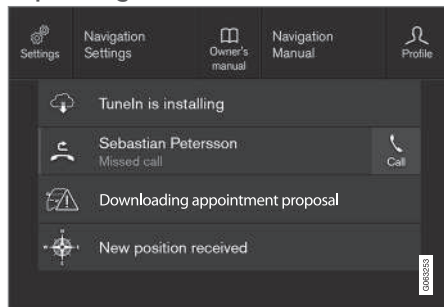 Settings
Navigation
Settings
Owner's
manual
Navigation
Manual
Profile
TuneIn is installing
Sebastian Petersson
Missed call
Call
Downloading appointment proposal
New position received
G063253